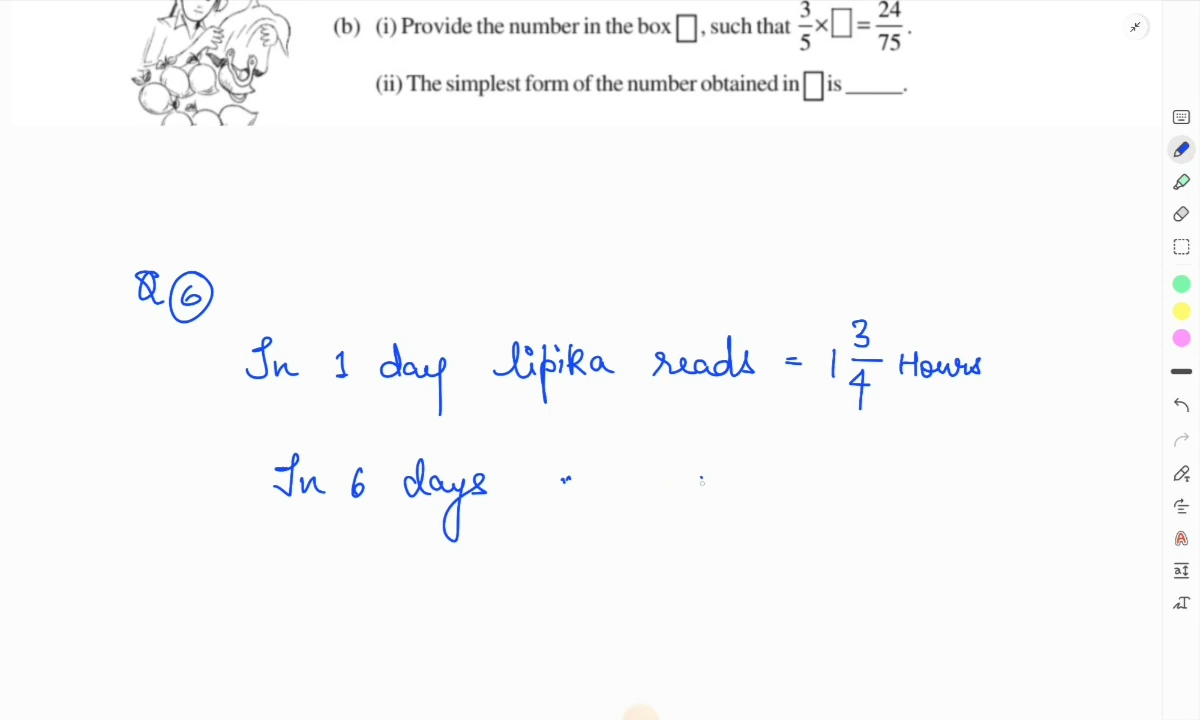 (b) (i) Provide the number in the box □, such that 3/5 × □ = 24/75.
(ii) The simplest form of the number obtained in □ is _____.
Q 6
In 1 day lipika reads = 1 3/4 Hours
In 6 days "